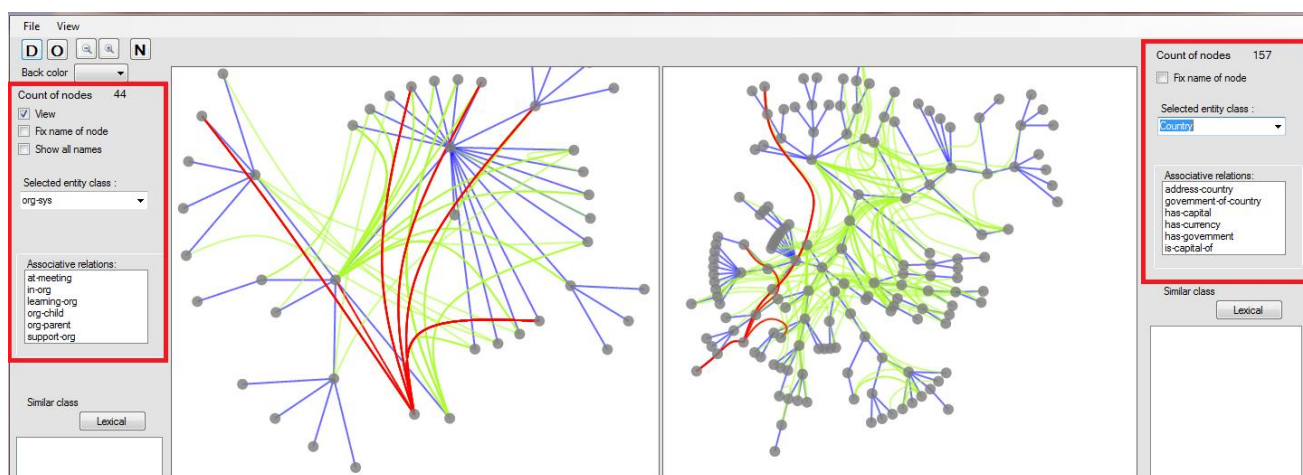 File View
D O N
Back color
Count of nodes 44
View
Fix name of node
Show all names
Selected entity class :
org-sys
Associative relations:
at-meeting
in-org
learning-org
org-child
org-parent
support-org
Similar class
Lexical
Count of nodes 157
Fix name of node
Selected entity class :
Country
Associative relations:
address-country
government-of-country
has-capital
has-currency
has-government
is-capital-of
Similar class
Lexical